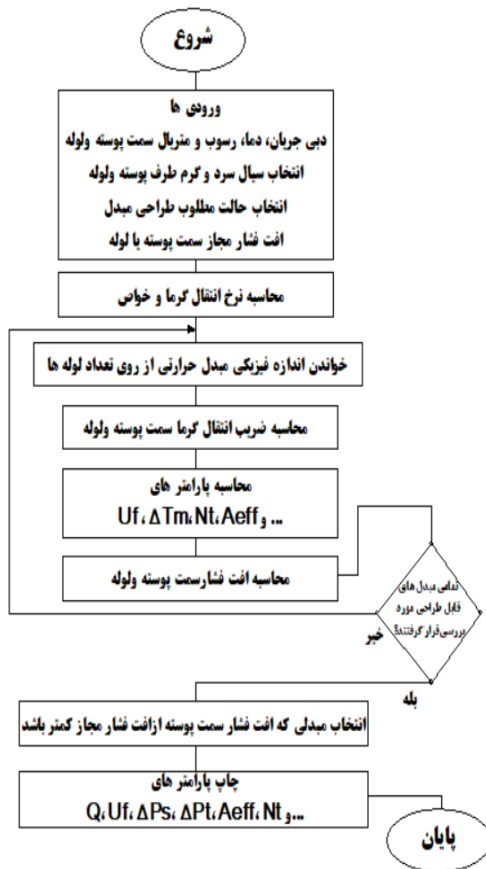 شروع
ورودی ها
دبی جریان، دما، رسوب و متریال سمت پوسته ولوله
انتخاب سیال سرد و گرم طرف پوسته ولوله
انتخاب حالت مطلوب طراحی مبدل
افت فشار مجاز سمت پوسته یا لوله
محاسبه نرخ انتقال گرما و خواص
خواندن اندازه فیزیکی مبدل حرارتی از روی تعداد لوله ها
محاسبه ضریب انتقال گرما سمت پوسته ولوله
محاسبه پارامتر های
Uf ، ΔTm، Nt، Aeff و ...
محاسبه افت فشارسمت پوسته ولوله
تمامی مبدل های
قابل طراحی مورد
بررسی قرار گرفتند؟
خیر
بله
انتخاب مبدلی که افت فشار سمت پوسته ازافت فشار مجاز کمتر باشد
چاپ پارامتر های
Q، Uf، ΔPs، ΔPt، Aeff، Nt و...
پایان